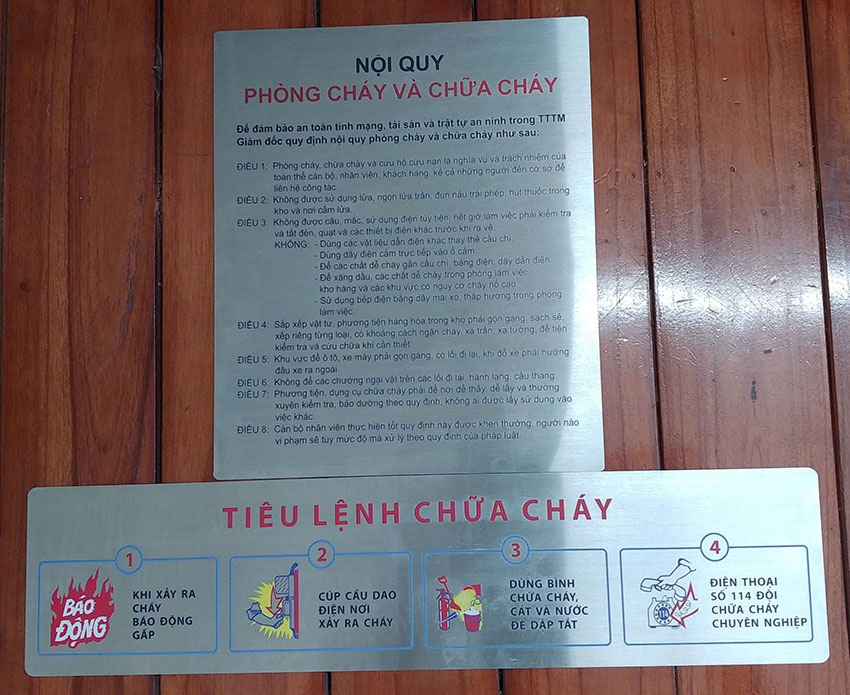 NỘI QUY
PHÒNG CHÁY VÀ CHỮA CHÁY
Để đảm bảo an toàn tình mạng, tài sản và trật tự an ninh trong TTTM
Giám đốc quy định nội quy phòng cháy và chữa cháy như sau:
ĐIỀU 1: Phòng cháy, chữa cháy và cứu hộ cứu nạn là nghĩa vụ và trách nhiệm của
toàn thể cán bộ, nhân viên, khách hàng, kể cả những người đến cơ sở để
liên hệ công tác.
ĐIỀU 2: Không được sử dụng lửa, ngọn lửa trần, đun nấu trái phép, hút thuốc trong
kho và nơi cấm lửa.
ĐIỀU 3: Không được câu, mắc, sử dụng điện tùy tiện, hết giờ làm việc phải kiểm tra
và tắt đèn, quạt và các thiết bị điện khác trước khi ra về.
KHÔNG: - Dùng các vật liệu dẫn điện khác thay thế cầu chì.
- Dùng dây điện cắm trực tiếp vào ổ cắm.
- Để các chất dễ cháy gần cầu chì, bảng điện, dây dẫn điện
- Để xăng dầu, các chất dễ cháy trong phòng làm việc,
kho hàng và các khu vực có nguy cơ cháy nổ cao
- Sử dụng bếp điện bằng dây mai xo, thắp hương trong phòng
làm việc.
ĐIỀU 4: Sắp xếp vật tư, phương tiện hàng hóa trong kho phải gọn gàng, sạch sẽ,
xếp riêng từng loại, có khoảng cách ngăn cháy, xa trần, xa tường, để tiện
kiểm tra và cứu chữa khi cần thiết.
ĐIỀU 5: Khu vực để ô tô, xe máy phải gọn gàng, có lối đi lại, khi đỗ xe phải hướng
đầu xe ra ngoài.
ĐIỀU 6: Không để các chướng ngại vật trên các lối đi lại, hành lang, cầu thang.
ĐIỀU 7: Phương tiện, dụng cụ chữa cháy phải để nơi dễ thấy, dễ lấy và thường
xuyên kiểm tra, bảo dưỡng theo quy định, không ai được lấy sử dụng vào
việc khác.
ĐIỀU 8: Cán bộ nhân viên thực hiện tốt quy định này được khen thưởng, người nào
vi phạm sẽ tùy mức độ mà xử lý theo quy định của pháp luật.
TIÊU LỆNH CHỮA CHÁY
1
BÁO
ĐỘNG
KHI XẢY RA
CHÁY
BÁO ĐỘNG
GẤP
2
CÚP CẦU DAO
ĐIỆN NƠI
XẢY RA CHÁY
3
DÙNG BÌNH
CHỮA CHÁY,
CÁT VÀ NƯỚC
ĐỂ DẬP TẮT
4
114
ĐIỆN THOẠI
SỐ 114 ĐỘI
CHỮA CHÁY
CHUYÊN NGHIỆP